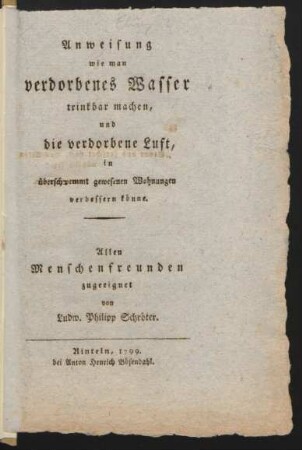 Anweisung
wie man
verdorbenes Wasser
trinkbar machen,
und
die verdorbene Luft,
in
überschwemmt gewesenen Wohnungen
verbessern könne.
Allen
Menschenfreunden
zugeeignet
von
Ludw. Philipp Schröter.
Rinteln, 1799.
bei Anton Henrich Bösendahl.